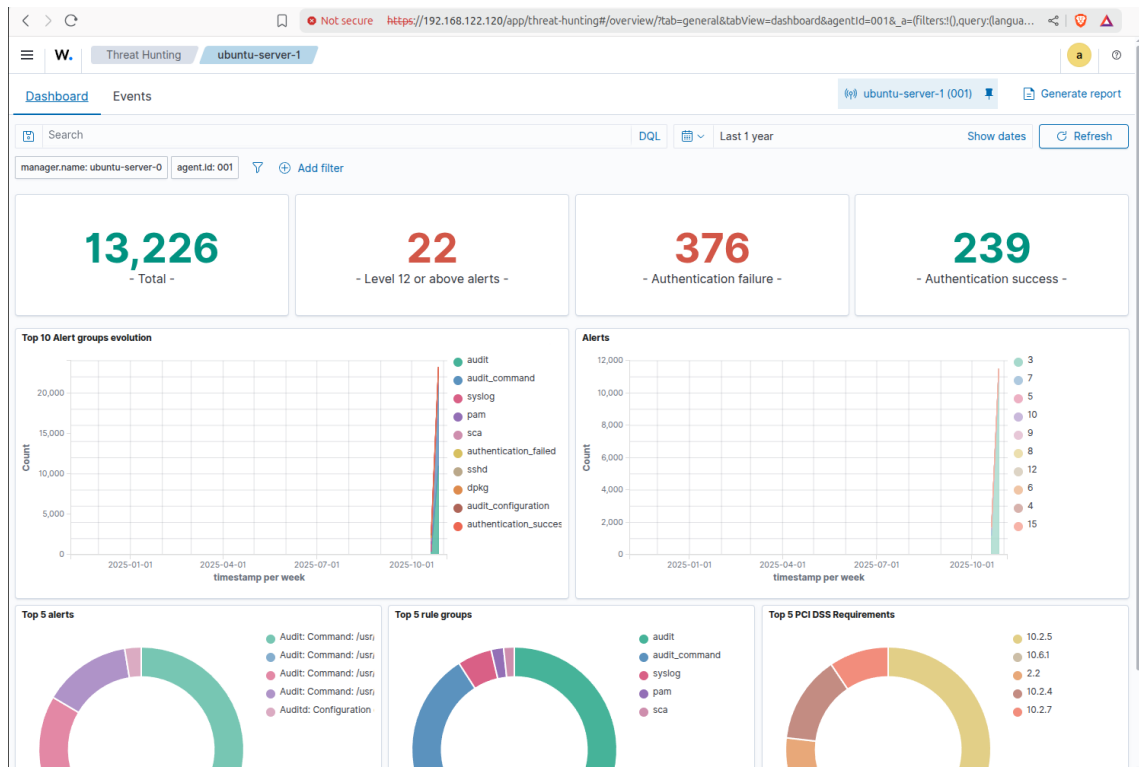 Not secure https://192.168.122.120/app/threat-hunting#/overview/?tab=general&tabView=dashboard&agentId=001&_a=(filters:!(),query:(langua...
W. Threat Hunting ubuntu-server-1 a
Dashboard Events ubuntu-server-1 (001) Generate report
Search DQL Last 1 year Show dates Refresh
manager.name: ubuntu-server-0 agent.id: 001 Add filter
13,226
- Total -
22
- Level 12 or above alerts -
376
- Authentication failure -
239
- Authentication success -
Top 10 Alert groups evolution
Count
20,000
15,000
10,000
5,000
0
2025-01-01 2025-04-01 2025-07-01 2025-10-01
timestamp per week
audit
audit_command
syslog
pam
sca
authentication_failed
sshd
dpkg
audit_configuration
authentication_succes
Alerts
Count
12,000
10,000
8,000
6,000
4,000
2,000
0
2025-01-01 2025-04-01 2025-07-01 2025-10-01
timestamp per week
3
7
5
10
9
8
12
6
4
15
Top 5 alerts
Audit: Command: /usr/
Audit: Command: /usr/
Audit: Command: /usr/
Audit: Command: /usr/
Auditd: Configuration
Top 5 rule groups
audit
audit_command
syslog
pam
sca
Top 5 PCI DSS Requirements
10.2.5
10.6.1
2.2
10.2.4
10.2.7